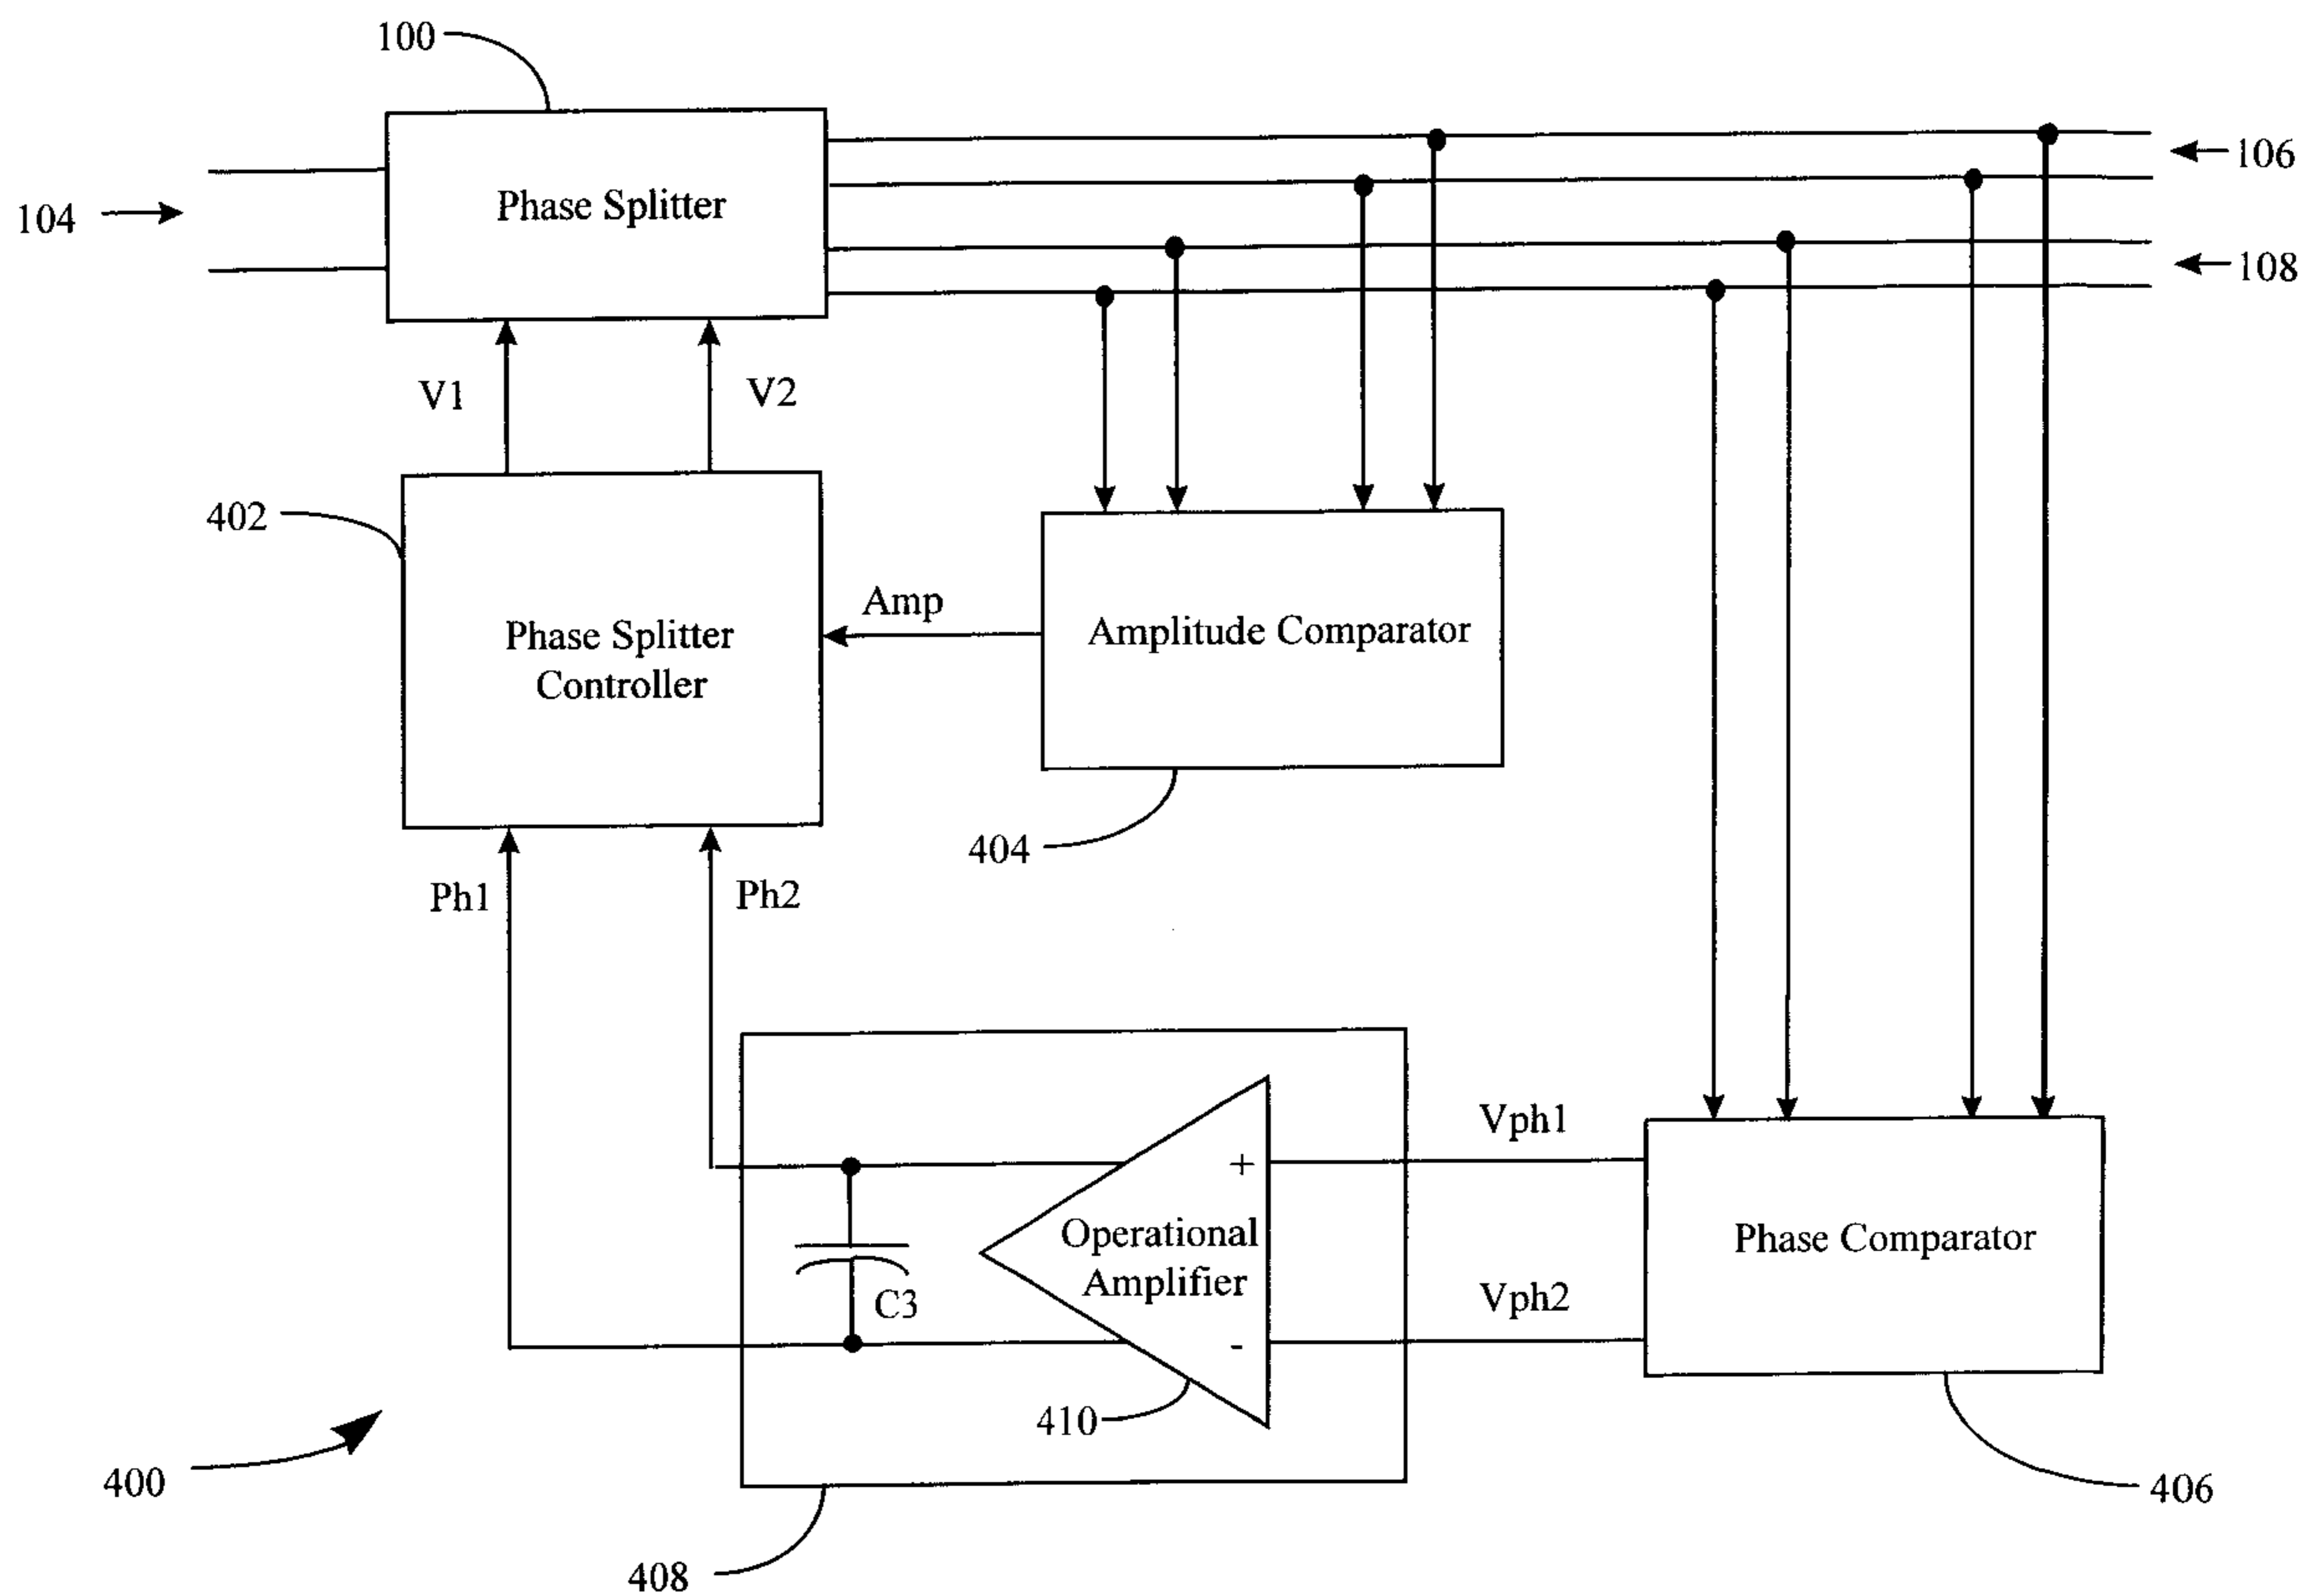 100
106
Phase Splitter
104
108
V1
V2
402
Amp
Phase Splitter
Controller
Amplitude Comparator
404
Ph1
Ph2
Vph1
+
Operational
Amplifier
Phase Comparator
C3
Vph2
-
410
400
406
408